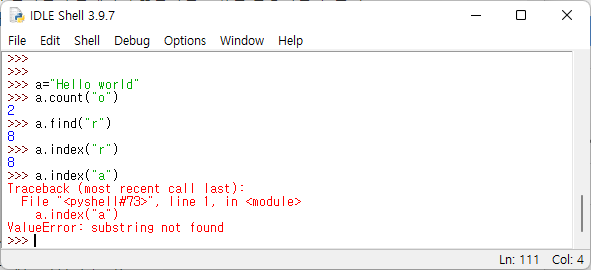 IDLE Shell 3.9.7
File Edit Shell Debug Options Window Help
>>>
>>>
>>> a="Hello world"
>>> a.count("o")
2
>>> a.find("r")
8
>>> a.index("r")
8
>>> a.index("a")
Traceback (most recent call last):
  File "<pyshell#73>", line 1, in <module>
    a.index("a")
ValueError: substring not found
>>>
Ln: 111 Col: 4